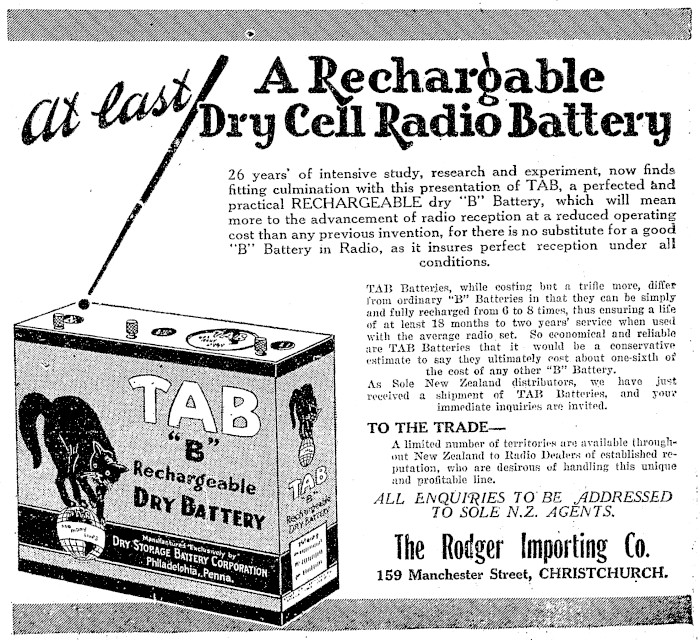 at last
A Rechargable
Dry Cell Radio Battery
26 years' of intensive study, research and experiment, now finds
fitting culmination with this presentation of TAB, a perfected and
practical RECHARGEABLE dry "B" Battery, which will mean
more to the advancement of radio reception at a reduced operating
cost than any previous invention, for there is no substitute for a good
"B" Battery in Radio, as it insures perfect reception under all
conditions.
TAB Batteries, while costing but a trifle more, differ
from ordinary "B" Batteries in that they can be simply
and fully recharged from 6 to 8 times, thus ensuring a life
of at least 18 months to two years' service when used
with the average radio set. So economical and reliable
are TAB Batteries that it would be a conservative
estimate to say they ultimately cost about one-sixth of
the cost of any other "B" Battery.
As Sole New Zealand distributors, we have just
received a shipment of TAB Batteries, and your
immediate inquiries are invited.
TO THE TRADE—
A limited number of territories are available through-
out New Zealand to Radio Dealers of established re-
putation, who are desirous of handling this unique
and profitable line.
ALL ENQUIRIES TO BE ADDRESSED
TO SOLE N.Z. AGENTS.
The Rodger Importing Co.
159 Manchester Street, CHRISTCHURCH.
TAB
"B"
Rechargeable
DRY BATTERY
Manufactured "Exclusively by"
DRY STORAGE BATTERY CORPORATION
Philadelphia, Penna.
TAB
"B"
Rechargeable
DRY BATTERY